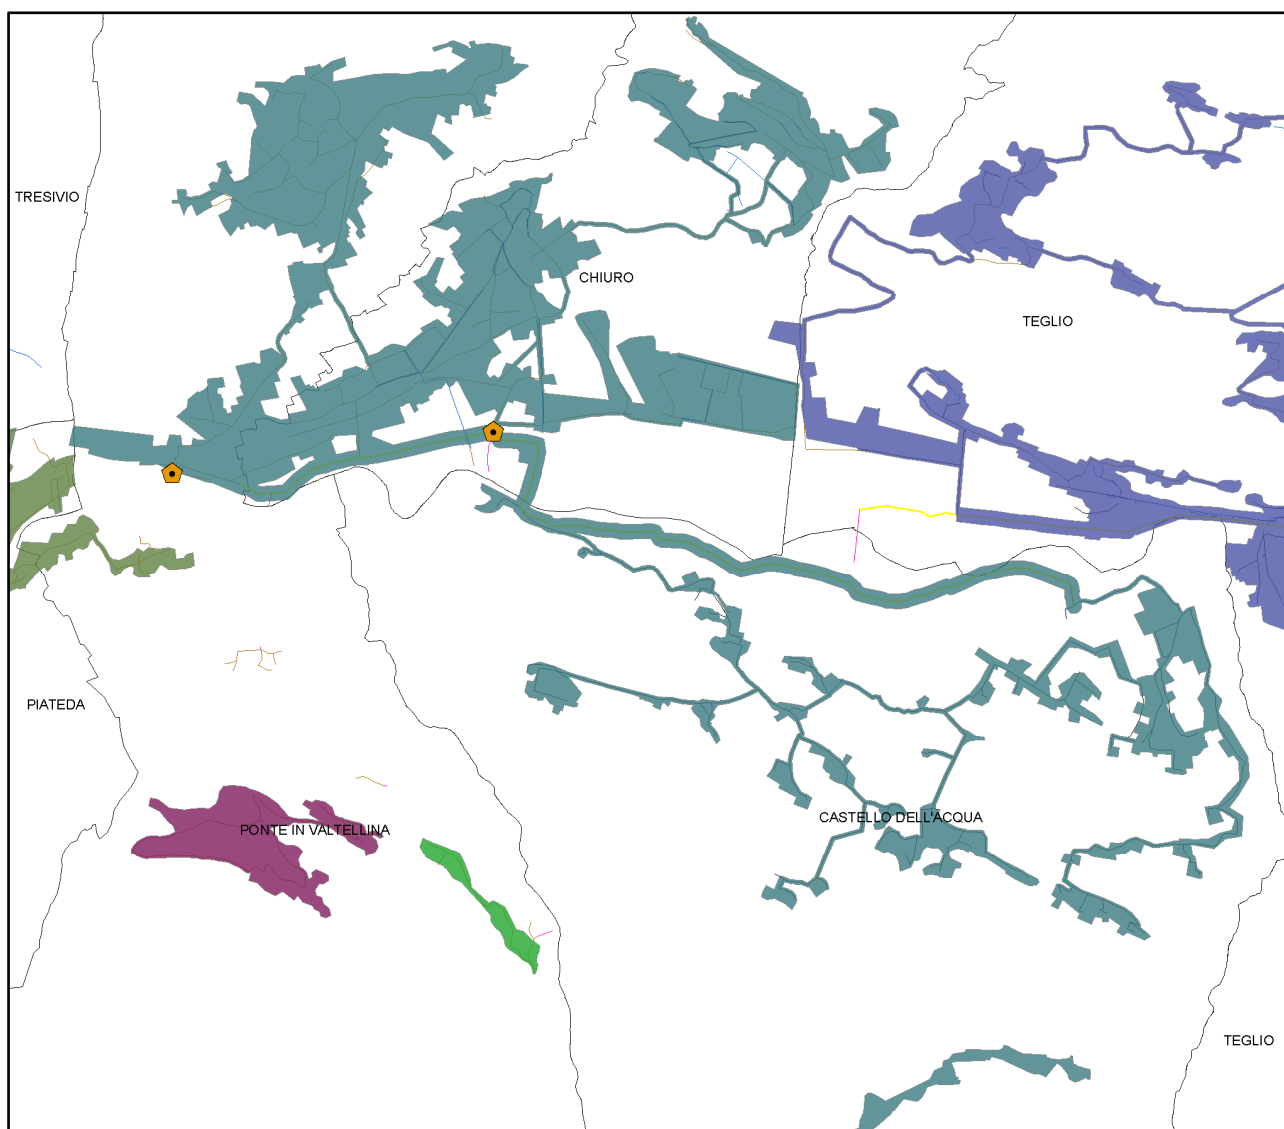 TRESIVIO
CHIURO
TEGLIO
PIATEDA
PONTE IN VALTELLINA
CASTELLO DELL'ACQUA
TEGLIO